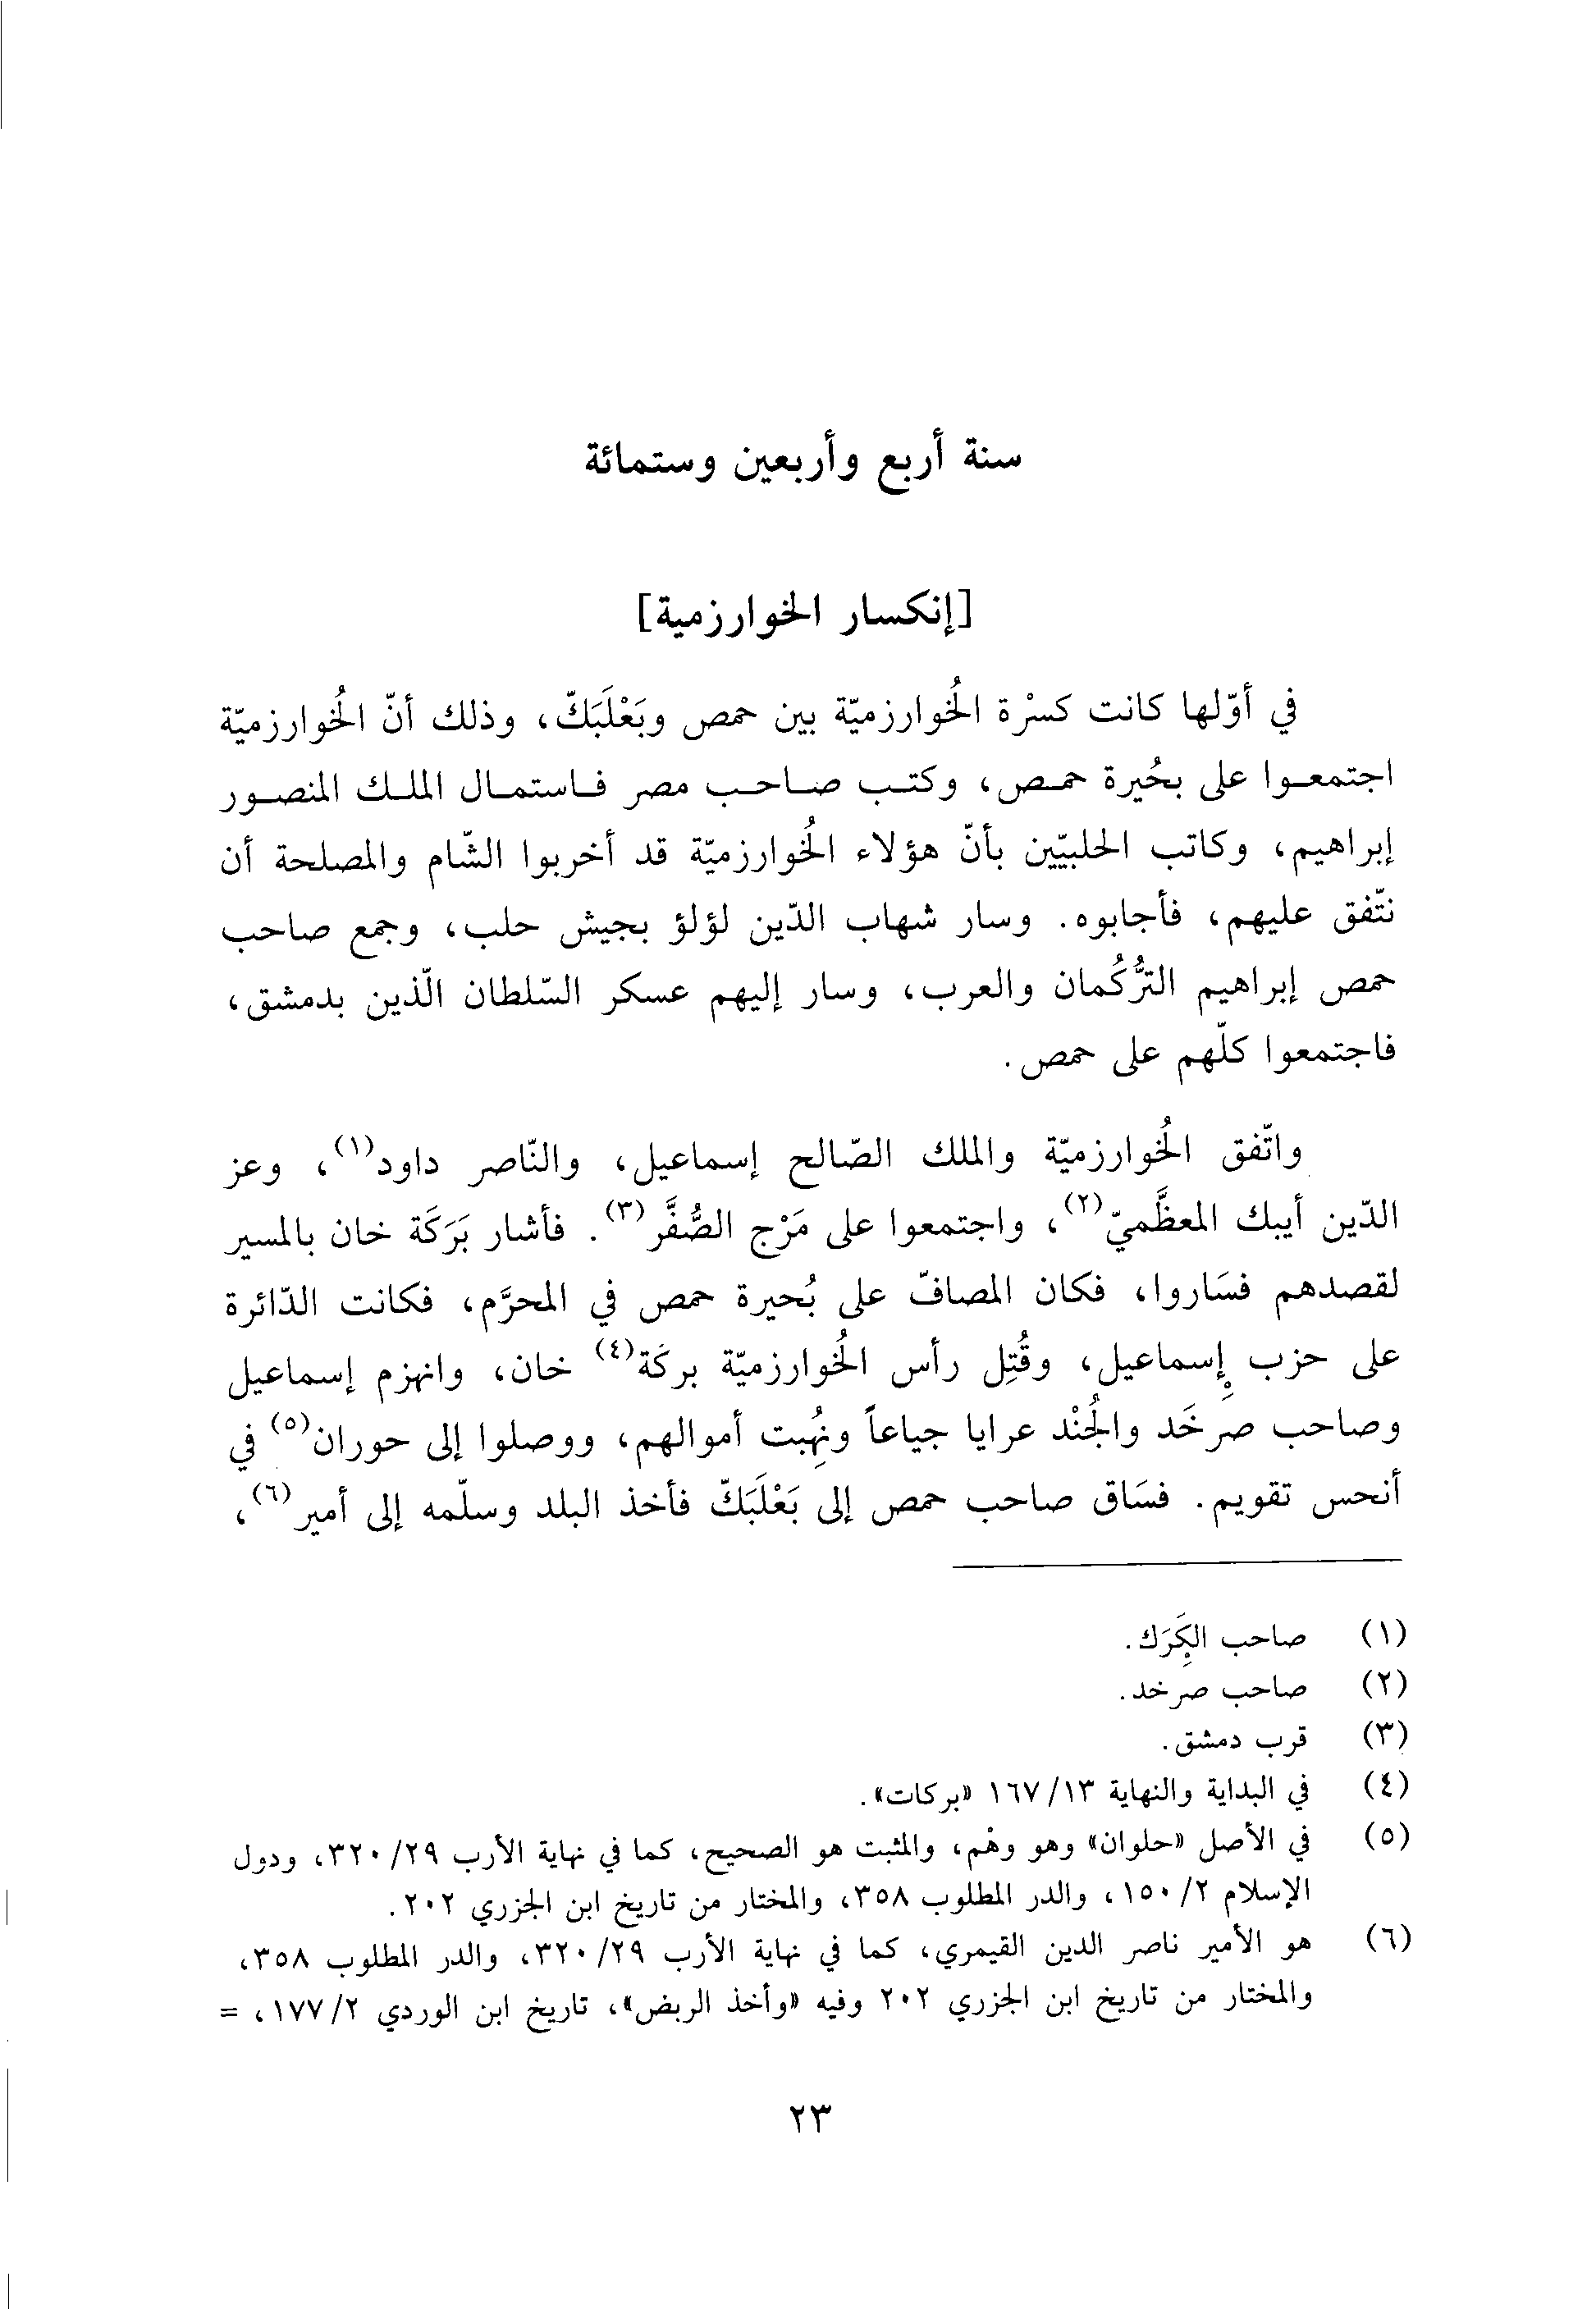 سنة أربع وأربعين وستمائة
[إنكسار الخوارزمية]
في أوّلها كانت كسْرة الخُوارزميّة بين حمص وبَعْلَبَكّ، وذلك أنّ الخُوارزميّة
اجتمعـوا على بحُيرة حمـص، وكتـب صـاحـب مصر فـاستمـال الملـك المنصـور
إبراهيم، وكاتب الحلبيّين بأنّ هؤلاء الخُوارزميّة قد أخربوا الشّام والمصلحة أن
نتّفق عليهم، فأجابوه. وسار شهاب الدّين لؤلؤ بجيش حلب، وجمع صاحب
حمص إبراهيم التُّركُمان والعرب، وسار إليهم عسكر السّلطان الّذين بدمشق،
فاجتمعوا كلّهم على حمص.
واتّفق الخُوارزميّة والملك الصّالح إسماعيل، والنّاصر داود(١)، وعز
الدّين أيبك المعظَّميّ(٢)، واجتمعوا على مَرْج الصُّفَّر(٣). فأشار بَرَكَة خان بالمسير
لقصدهم فسَاروا، فكان المصافّ على بُحيرة حمص في المحرَّم، فكانت الدّائرة
على حزب إسماعيل، وقُتِل رأس الخُوارزميّة بركَة(٤) خان، وانهزم إسماعيل
وصاحب صرخَد والجُنْد عرايا جياعاً ونُهِبت أموالهم، ووصلوا إلى حوران(٥) في
أنحس تقويم. فسَاق صاحب حمص إلى بَعْلَبَكّ فأخذ البلد وسلّمه إلى أمير(٦)،
(١) صاحب الكَرَك.
(٢) صاحب صرخد.
(٣) قرب دمشق.
(٤) في البداية والنهاية ١٦٧/١٣ «بركات».
(٥) في الأصل «حلوان» وهو وهْم، والمثبت هو الصحيح، كما في نهاية الأرب ٣٢٠/٢٩، ودول
الإسلام ١٥٠/٢، والدر المطلوب ٣٥٨، والمختار من تاريخ ابن الجزري ٢٠٢.
(٦) هو الأمير ناصر الدين القيمري، كما في نهاية الأرب ٣٢٠/٢٩، والدر المطلوب ٣٥٨،
والمختار من تاريخ ابن الجزري ٢٠٢ وفيه «وأخذ الربض»، تاريخ ابن الوردي ١٧٧/٢، =
٢٣